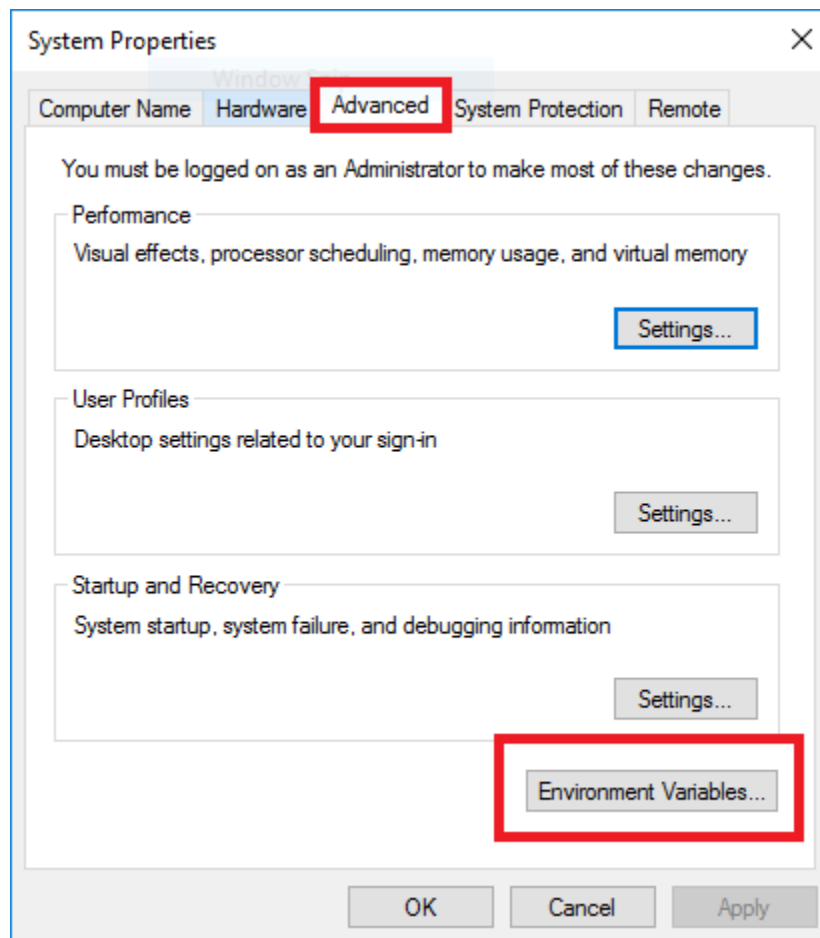 System Properties
Window Snip
Computer Name Hardware Advanced System Protection Remote
You must be logged on as an Administrator to make most of these changes.
Performance
Visual effects, processor scheduling, memory usage, and virtual memory
Settings...
User Profiles
Desktop settings related to your sign-in
Settings...
Startup and Recovery
System startup, system failure, and debugging information
Settings...
Environment Variables...
OK Cancel Apply